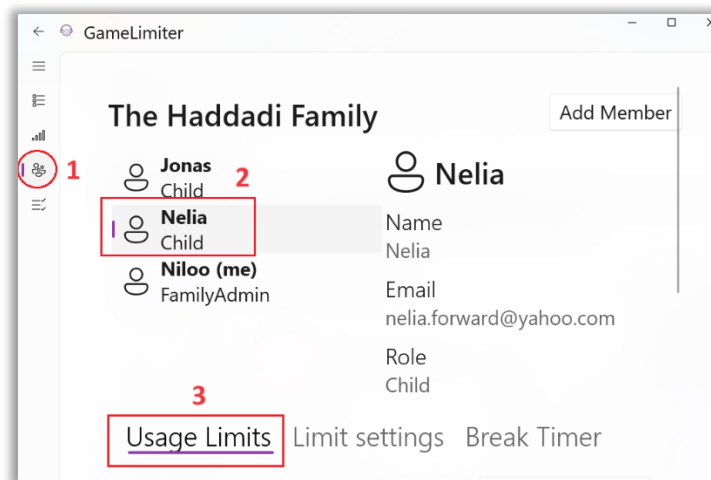 GameLimiter
The Haddadi Family
Add Member
1
Jonas
Child
2
Nelia
Child
Niloo (me)
FamilyAdmin
Nelia
Name
Nelia
Email
nelia.forward@yahoo.com
Role
Child
3
Usage Limits Limit settings Break Timer